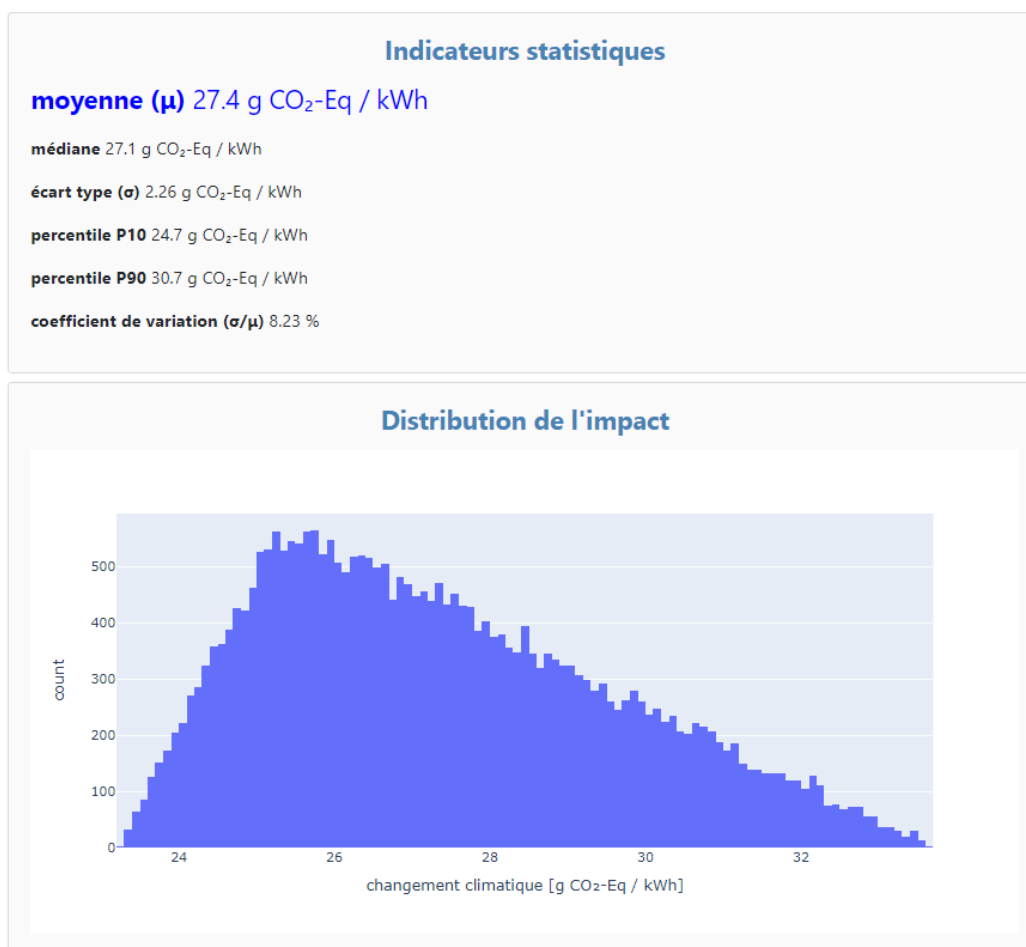 Indicateurs statistiques
moyenne (μ) 27.4 g CO₂-Eq / kWh
médiane 27.1 g CO₂-Eq / kWh
écart type (σ) 2.26 g CO₂-Eq / kWh
percentile P10 24.7 g CO₂-Eq / kWh
percentile P90 30.7 g CO₂-Eq / kWh
coefficient de variation (σ/μ) 8.23 %
Distribution de l'impact
500
400
300
200
100
0
count
24 26 28 30 32
changement climatique [g CO₂-Eq / kWh]